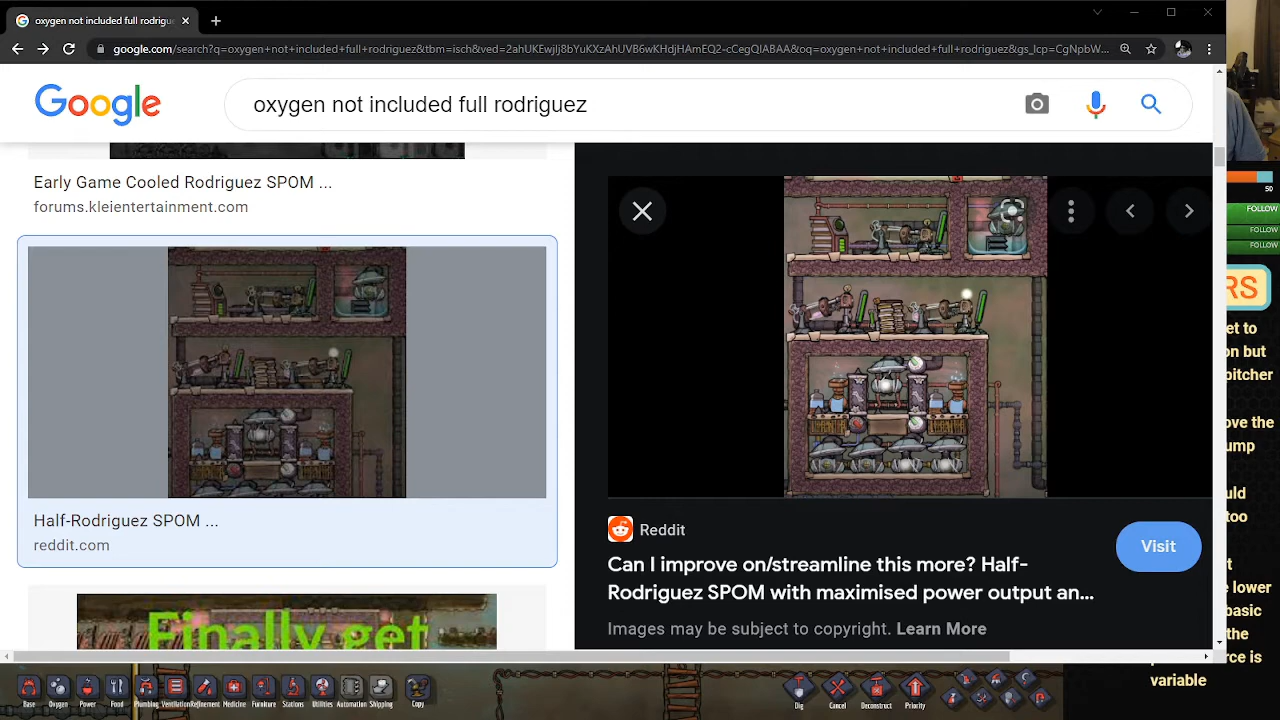 oxygen not included full rodrigue
google.com/search?q=oxygen+not+included+full+rodriguez&tbm=isch&ved=2ahUKEwjIj8bYuKXzAhUVB6wKHdjHAmEQ2-cCegQIABAA&oq=oxygen+not+included+full+rodriguez&gs_lcp=CgNpbW...
Google
oxygen not included full rodriguez
Early Game Cooled Rodriguez SPOM ...
forums.kleientertainment.com
Half-Rodriguez SPOM ...
reddit.com
Finally get
Reddit
Can I improve on/streamline this more? Half-
Rodriguez SPOM with maximised power output an...
Visit
Images may be subject to copyright. Learn More
50
FOLLOW
FOLLOW
FOLLOW
RS
et to
on but
pitcher
ove the
ump
uld
too
t
e lower
basic
the
rce is
variable
Base Oxygen Power Food Plumbing Ventilation Refinement Medicine Furniture Stations Utilities Automation Shipping Copy
Dig Cancel Deconstruct Priority